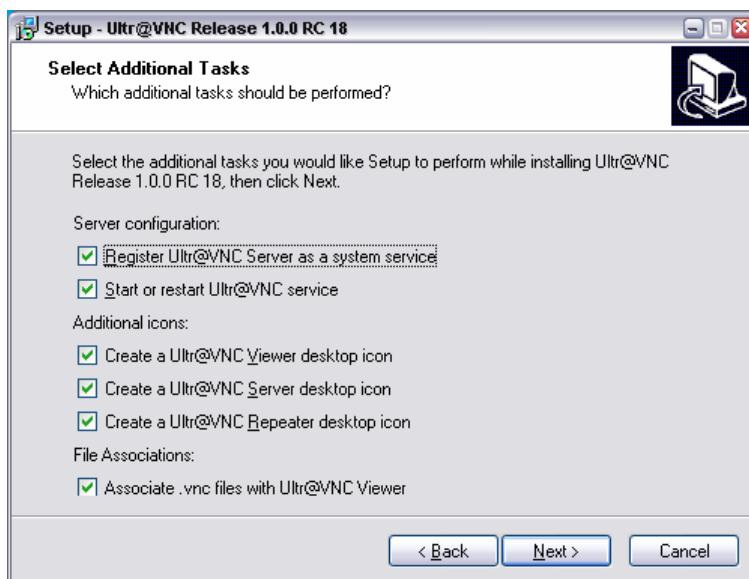 Setup - Ultr@VNC Release 1.0.0 RC 18
Select Additional Tasks
Which additional tasks should be performed?
Select the additional tasks you would like Setup to perform while installing Ultr@VNC
Release 1.0.0 RC 18, then click Next.
Server configuration:
Register Ultr@VNC Server as a system service
Start or restart Ultr@VNC service
Additional icons:
Create a Ultr@VNC Viewer desktop icon
Create a Ultr@VNC Server desktop icon
Create a Ultr@VNC Repeater desktop icon
File Associations:
Associate .vnc files with Ultr@VNC Viewer
< Back Next > Cancel